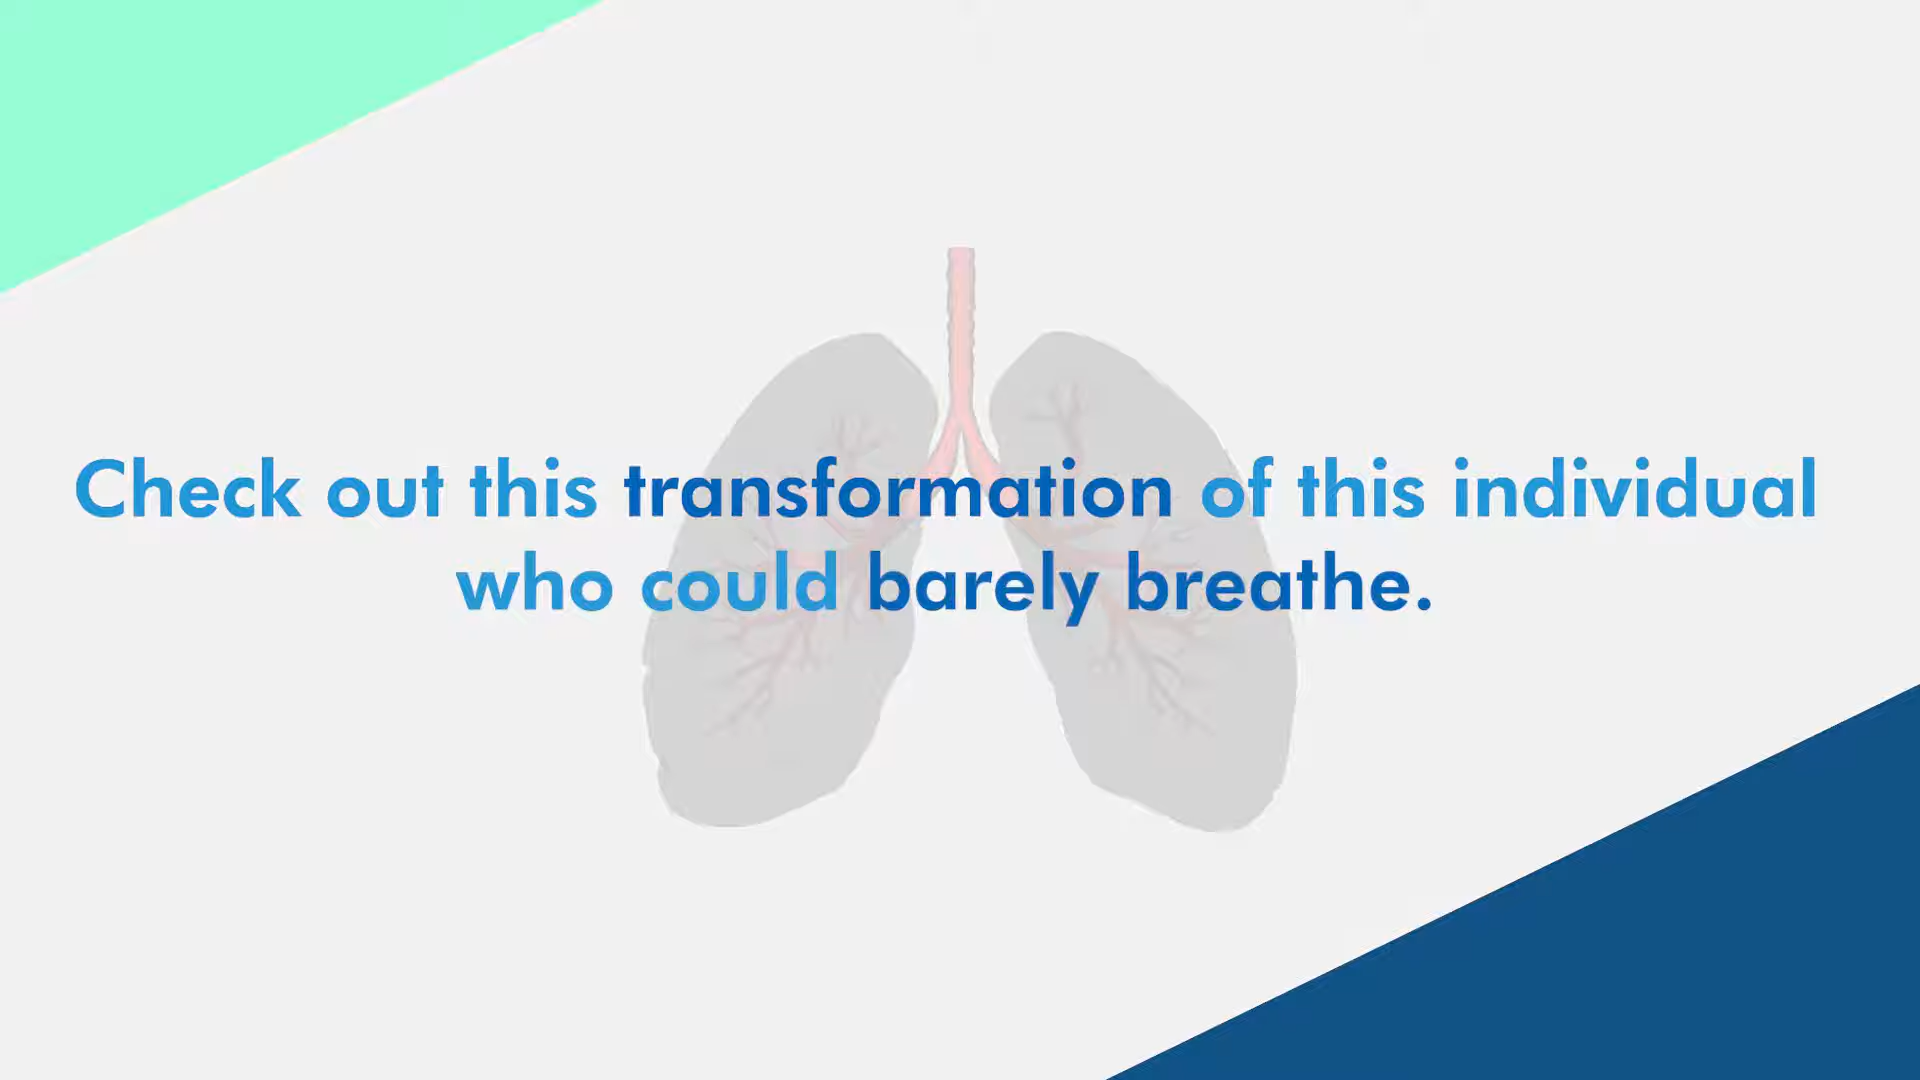 Check out this transformation of this individual
who could barely breathe.